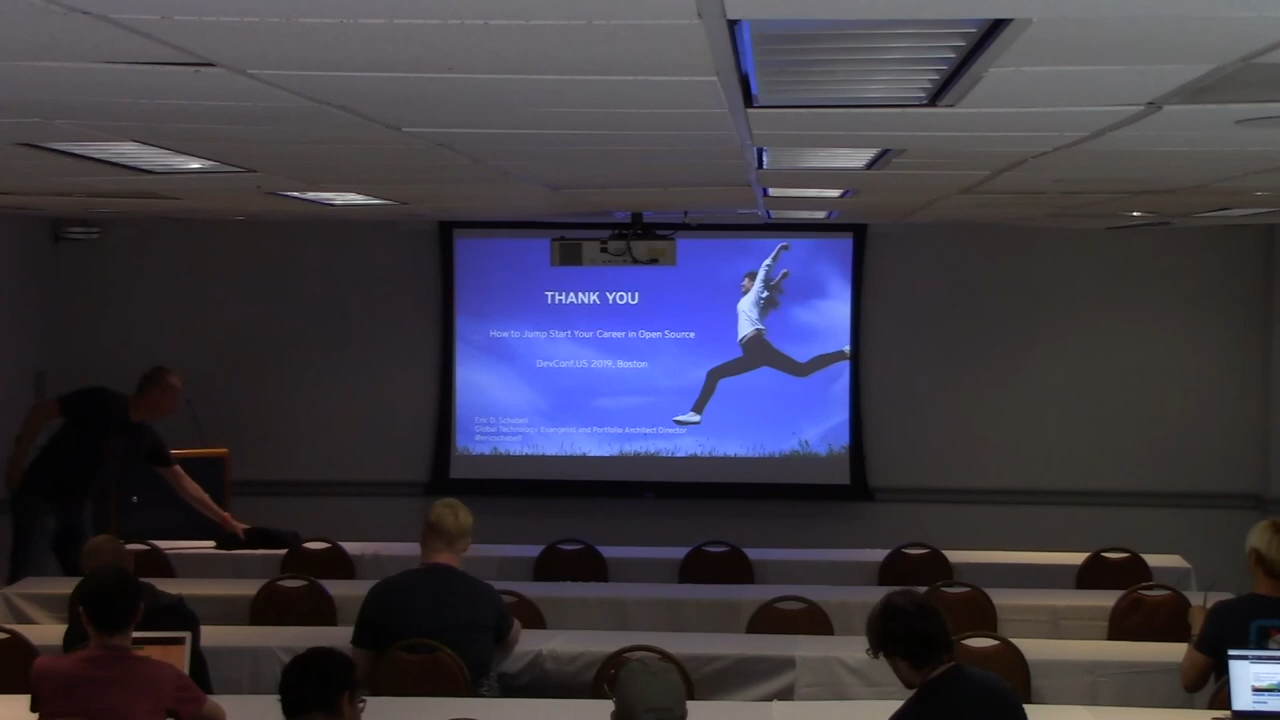 THANK YOU
How to Jump Start Your Career in Open Source
DevConf.US 2019, Boston
Eric D. Schabell
Global Technology Evangelist and Portfolio Architect Director
@ericschabell